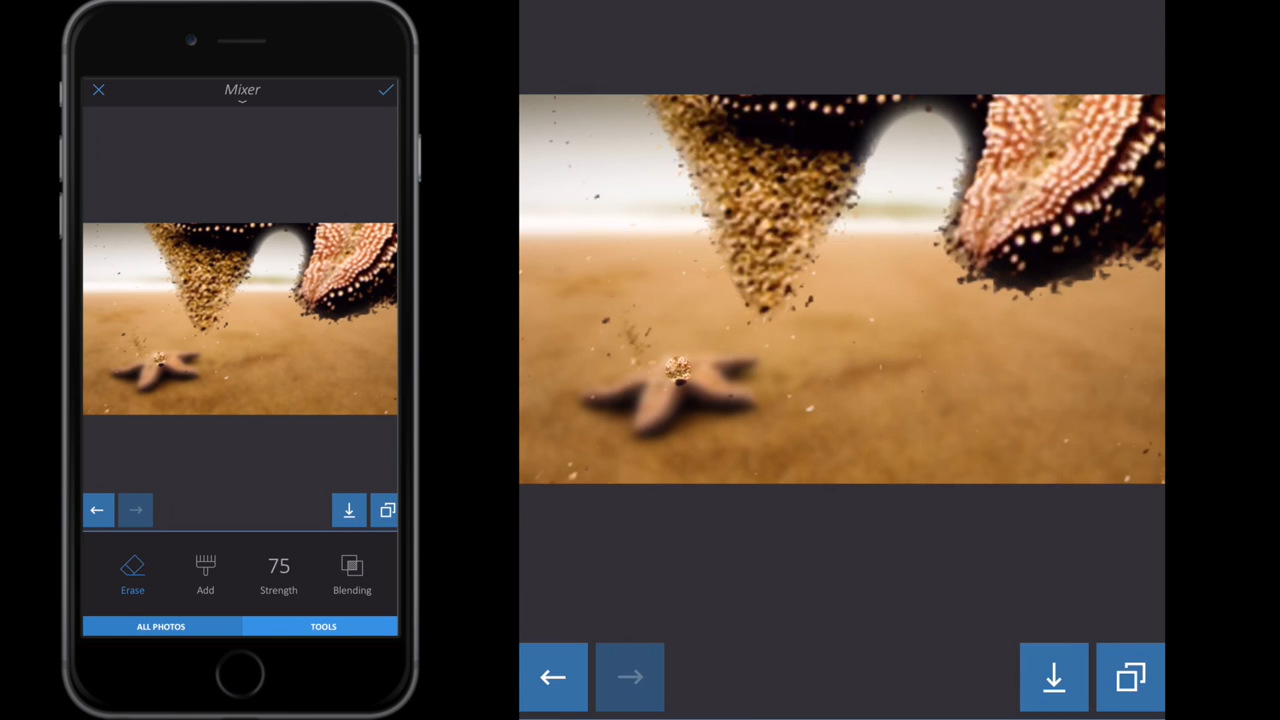 Mixer
75
Erase
Add
Strength
Blending
ALL PHOTOS
TOOLS